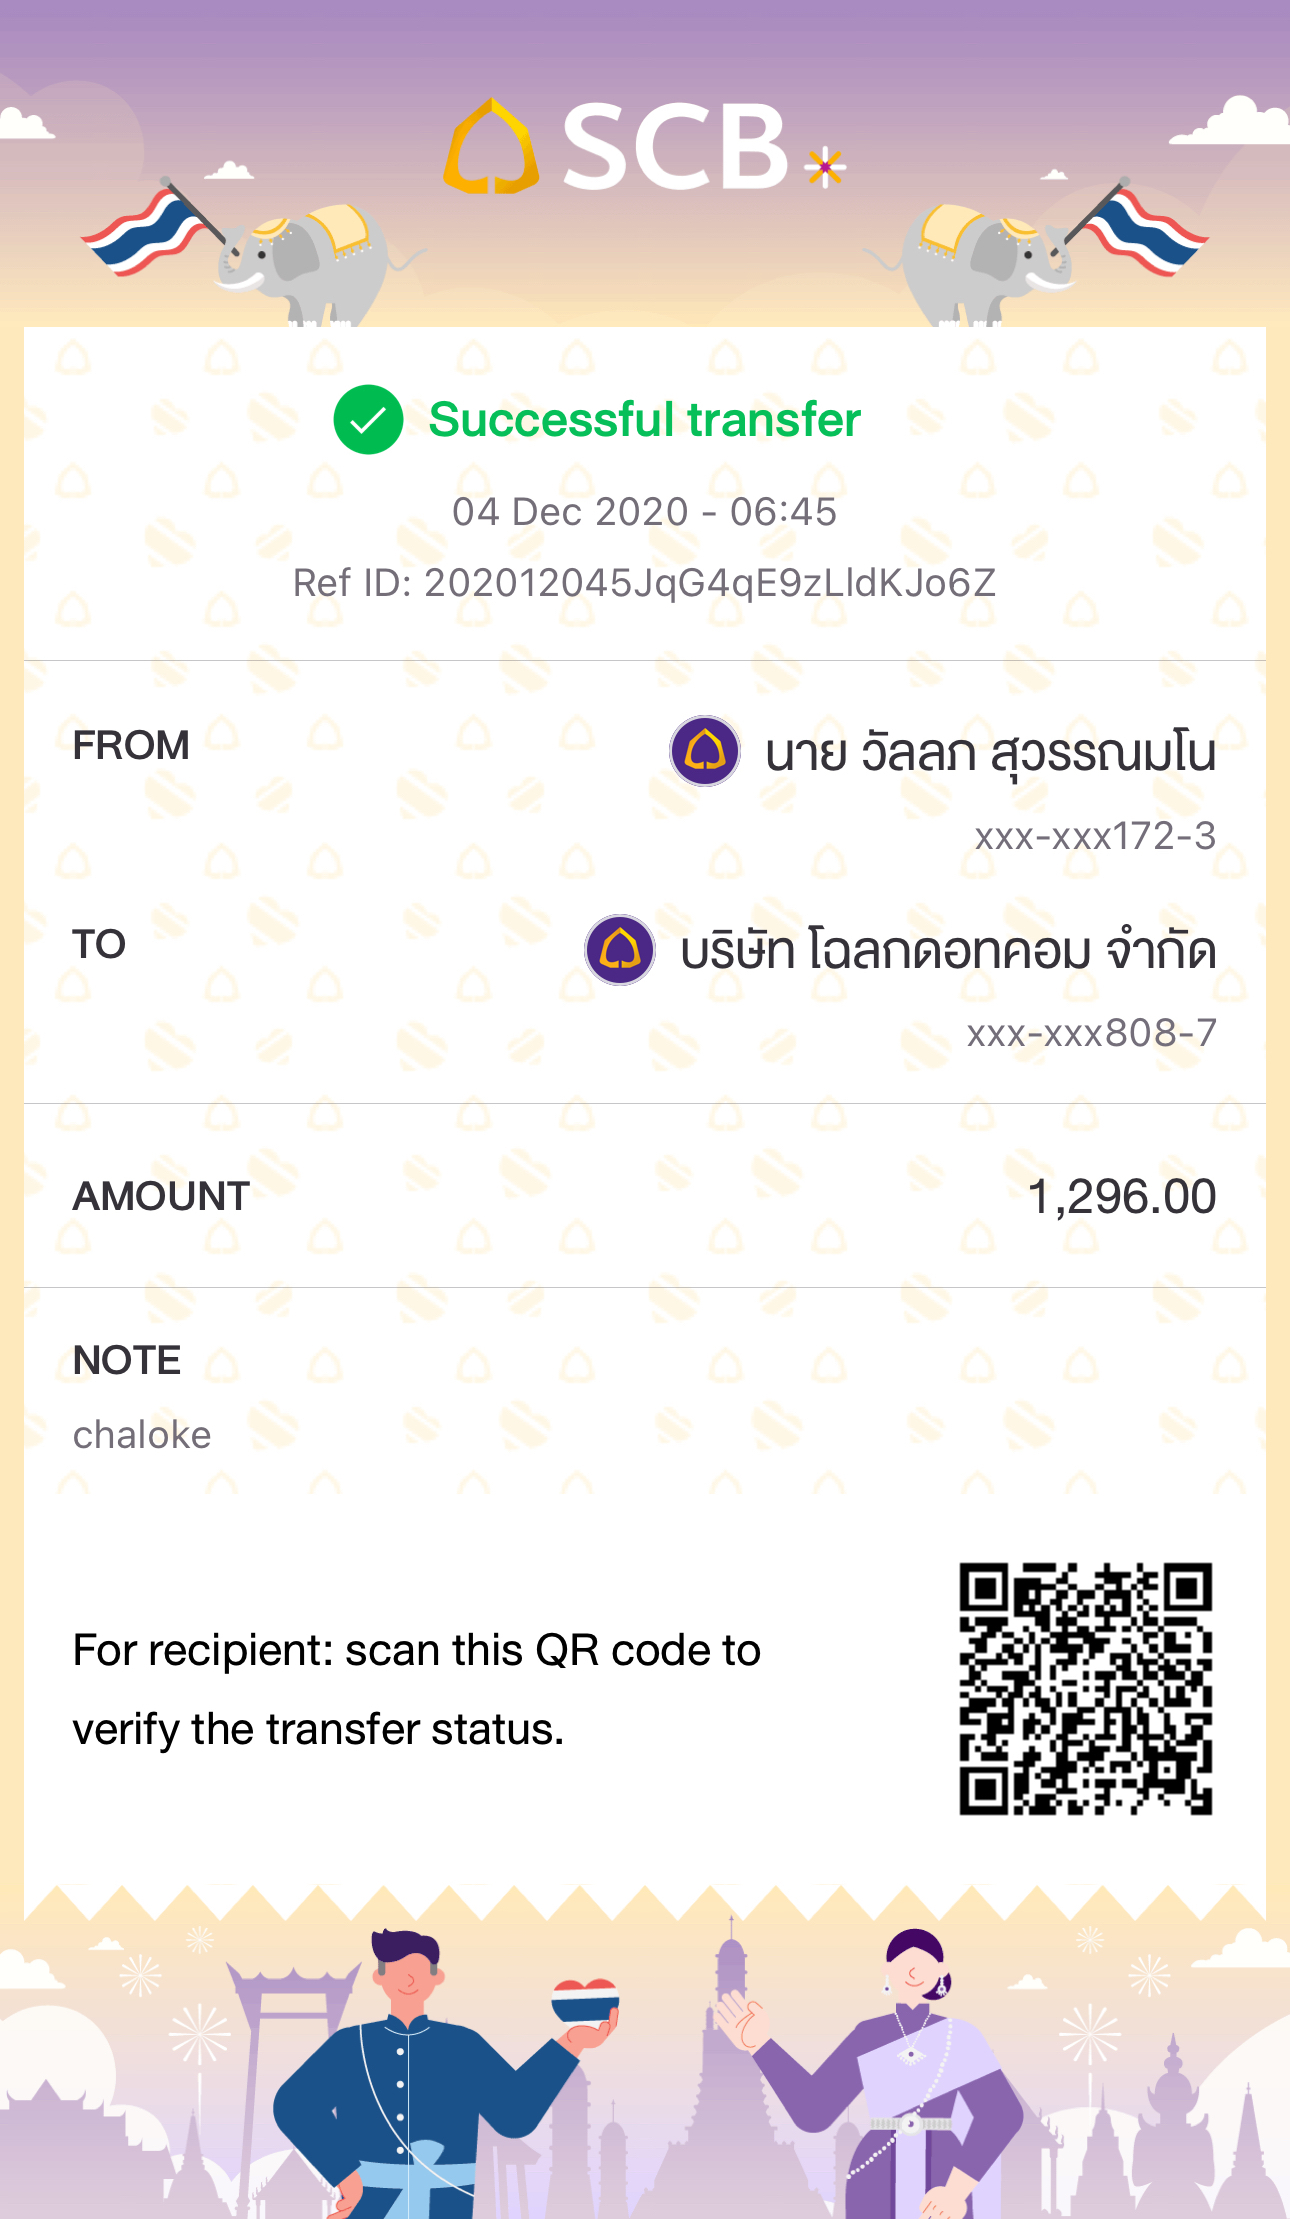 SCB
Successful transfer
04 Dec 2020 - 06:45
Ref ID: 202012045JqG4qE9zLldKJo6Z
FROM
นาย วัลลภ สุวรรณมโน
xxx-xxx172-3
TO
บริษัท โฉลกดอทคอม จำกัด
xxx-xxx808-7
AMOUNT
1,296.00
NOTE
chaloke
For recipient: scan this QR code to
verify the transfer status.